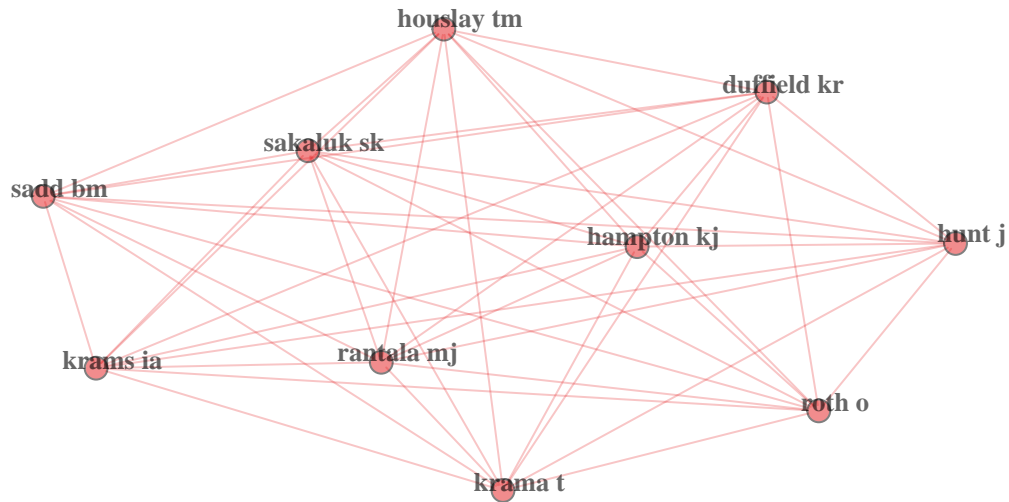 houslay tm
duffield kr
sakaluk sk
sadd bm
hampton kj
hunt j
krams ia
rantala mj
roth o
krama t